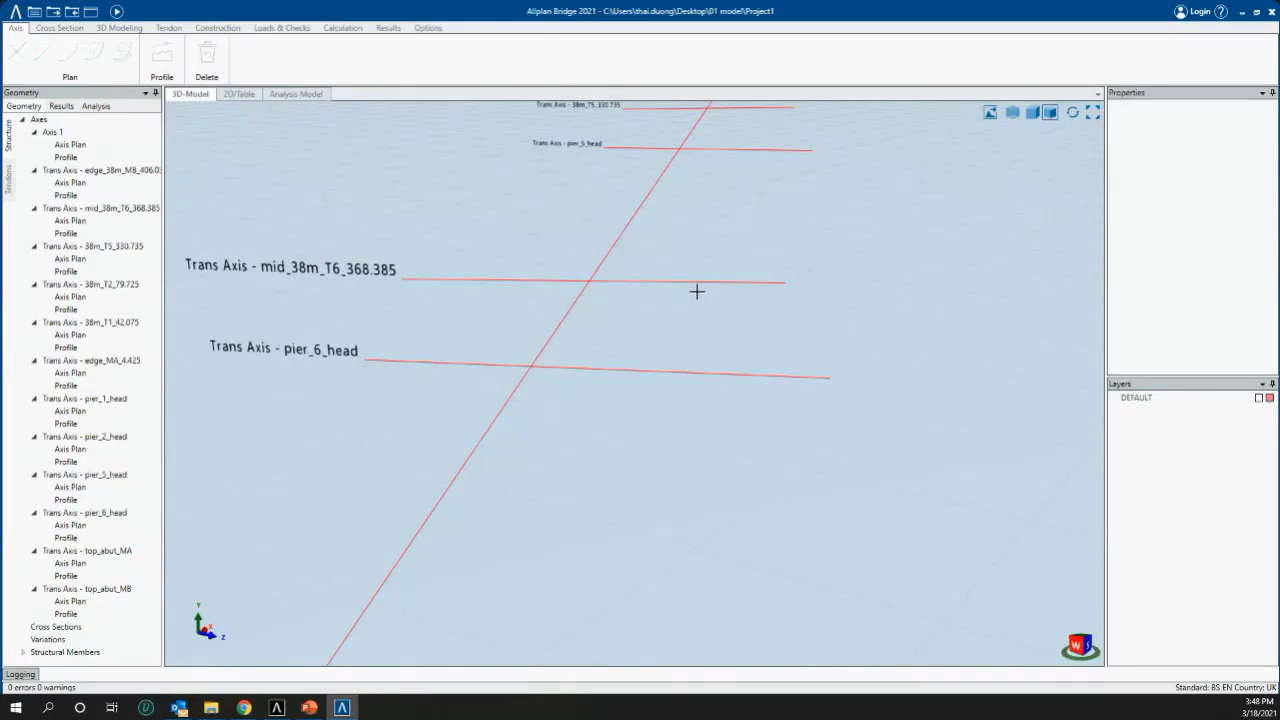 Allplan Bridge 2021 - C:\Users\thai.duong\Desktop\01 model\Project1
Login
Axis Cross Section 3D Modeling Tendon Construction Loads & Checks Calculation Results Options
Plan Profile Delete
Geometry
Geometry Results Analysis
Structure
Tendons
Axes
Axis 1
Axis Plan
Profile
Trans Axis - edge_38m_MB_406.03
Axis Plan
Profile
Trans Axis - mid_38m_T6_368.385
Axis Plan
Profile
Trans Axis - 38m_T5_330.735
Axis Plan
Profile
Trans Axis - 38m_T2_79.725
Axis Plan
Profile
Trans Axis - 38m_T1_42.075
Axis Plan
Profile
Trans Axis - edge_MA_4.425
Axis Plan
Profile
Trans Axis - pier_1_head
Axis Plan
Profile
Trans Axis - pier_2_head
Axis Plan
Profile
Trans Axis - pier_5_head
Axis Plan
Profile
Trans Axis - pier_6_head
Axis Plan
Profile
Trans Axis - top_abut_MA
Axis Plan
Profile
Trans Axis - top_abut_MB
Axis Plan
Profile
Cross Sections
Variations
Structural Members
3D-Model 2D/Table Analysis Model
Trans Axis - 38m_T5_330.735
Trans Axis - pier_5_head
Trans Axis - mid_38m_T6_368.385
Trans Axis - pier_6_head
Y
X
Z
W S
Properties
Layers
DEFAULT
Logging
0 errors 0 warnings
Standard: BS EN Country: UK
3:48 PM
3/18/2021